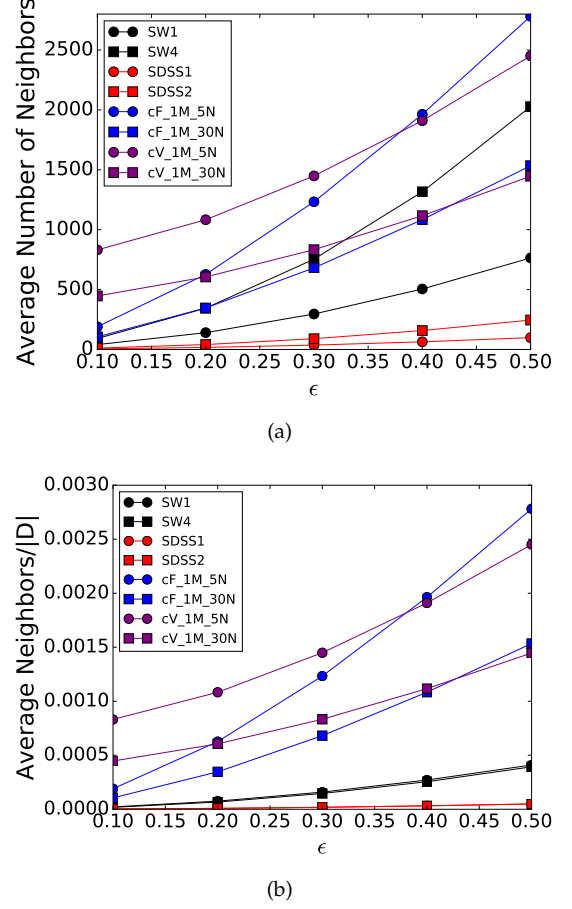 Average Number of Neighbors
2500
2000
1500
1000
500
0
SW1
SW4
SDSS1
SDSS2
cF_1M_5N
cF_1M_30N
cV_1M_5N
cV_1M_30N
0.10 0.15 0.20 0.25 0.30 0.35 0.40 0.45 0.50
ϵ
(a)
Average Neighbors/|D|
0.0030
0.0025
0.0020
0.0015
0.0010
0.0005
0.0000
SW1
SW4
SDSS1
SDSS2
cF_1M_5N
cF_1M_30N
cV_1M_5N
cV_1M_30N
0.10 0.15 0.20 0.25 0.30 0.35 0.40 0.45 0.50
ϵ
(b)